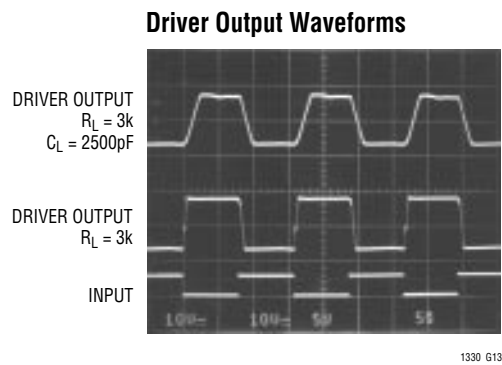 Driver Output Waveforms
DRIVER OUTPUT
R_L = 3k
C_L = 2500pF
DRIVER OUTPUT
R_L = 3k
INPUT
10V 10V 5V
1330 G13